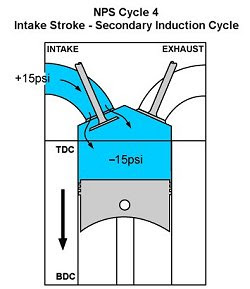 NPS Cycle 4
Intake Stroke - Secondary Induction Cycle
INTAKE
EXHAUST
+15psi
TDC
–15psi
BDC